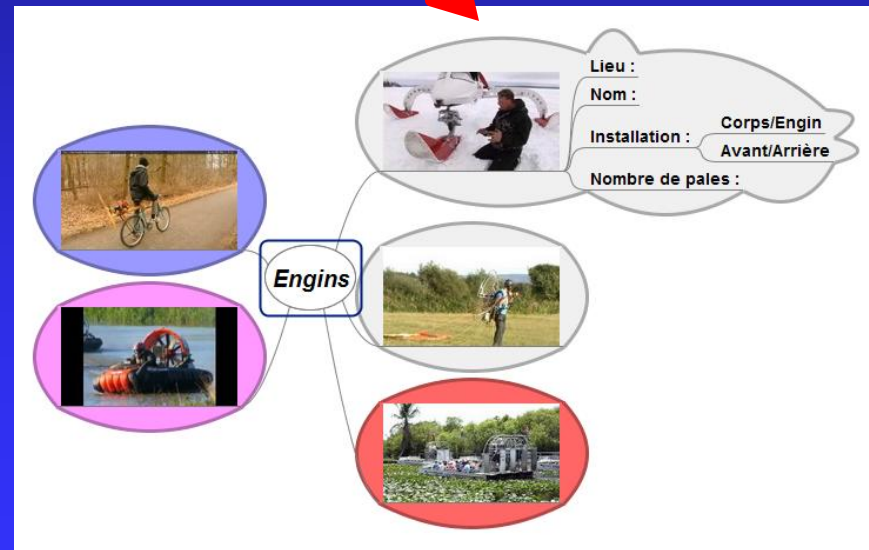 Lieu :
Nom :
Installation :
Corps/Engin
Avant/Arrière
Nombre de pales :
Engins